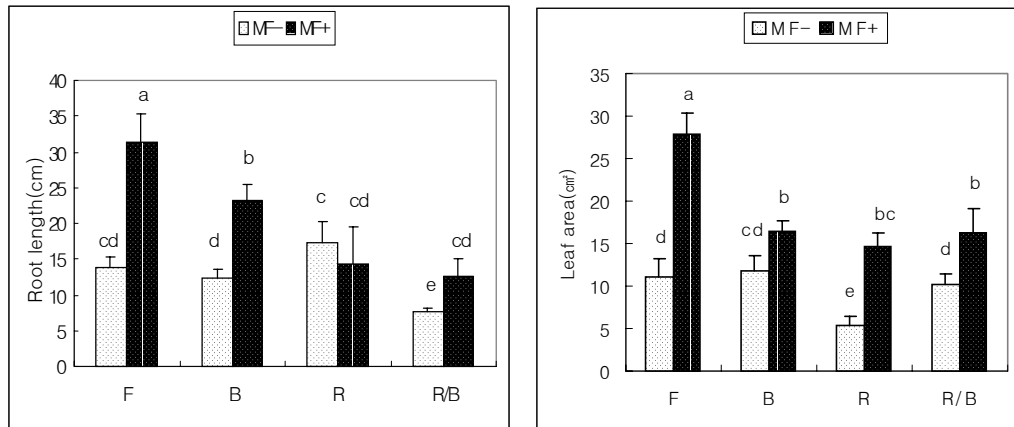 MF- MF+
Root length(cm)
40
35
30
25
20
15
10
5
0
a
b
c
cd
cd
d
cd
e
F B R R/B
MF- MF+
Leaf area(㎠)
35
30
25
20
15
10
5
0
a
b
b
bc
cd
d
d
e
F B R R/B